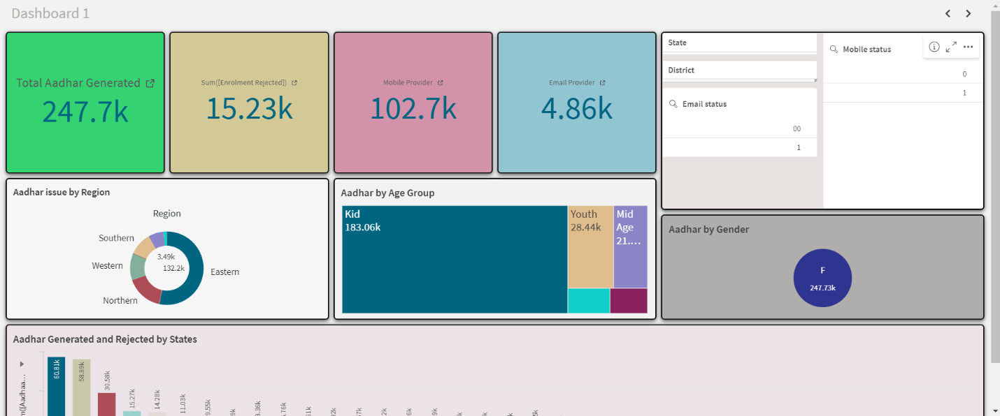 Dashboard 1
Total Aadhar Generated
247.7k
Sum([Enrolment Rejected])
15.23k
Mobile Provider
102.7k
Email Provider
4.86k
State
District
Email status
00
1
Mobile status
0
1
Aadhar issue by Region
Region
Southern
Western
Northern
Eastern
3.49k
132.2k
Aadhar by Age Group
Kid
183.06k
Youth
28.44k
Mid
Age
21....
Aadhar by Gender
F
247.73k
Aadhar Generated and Rejected by States
60.81k
58.89k
30.58k
15.27k
14.28k
11.03k
9.55k